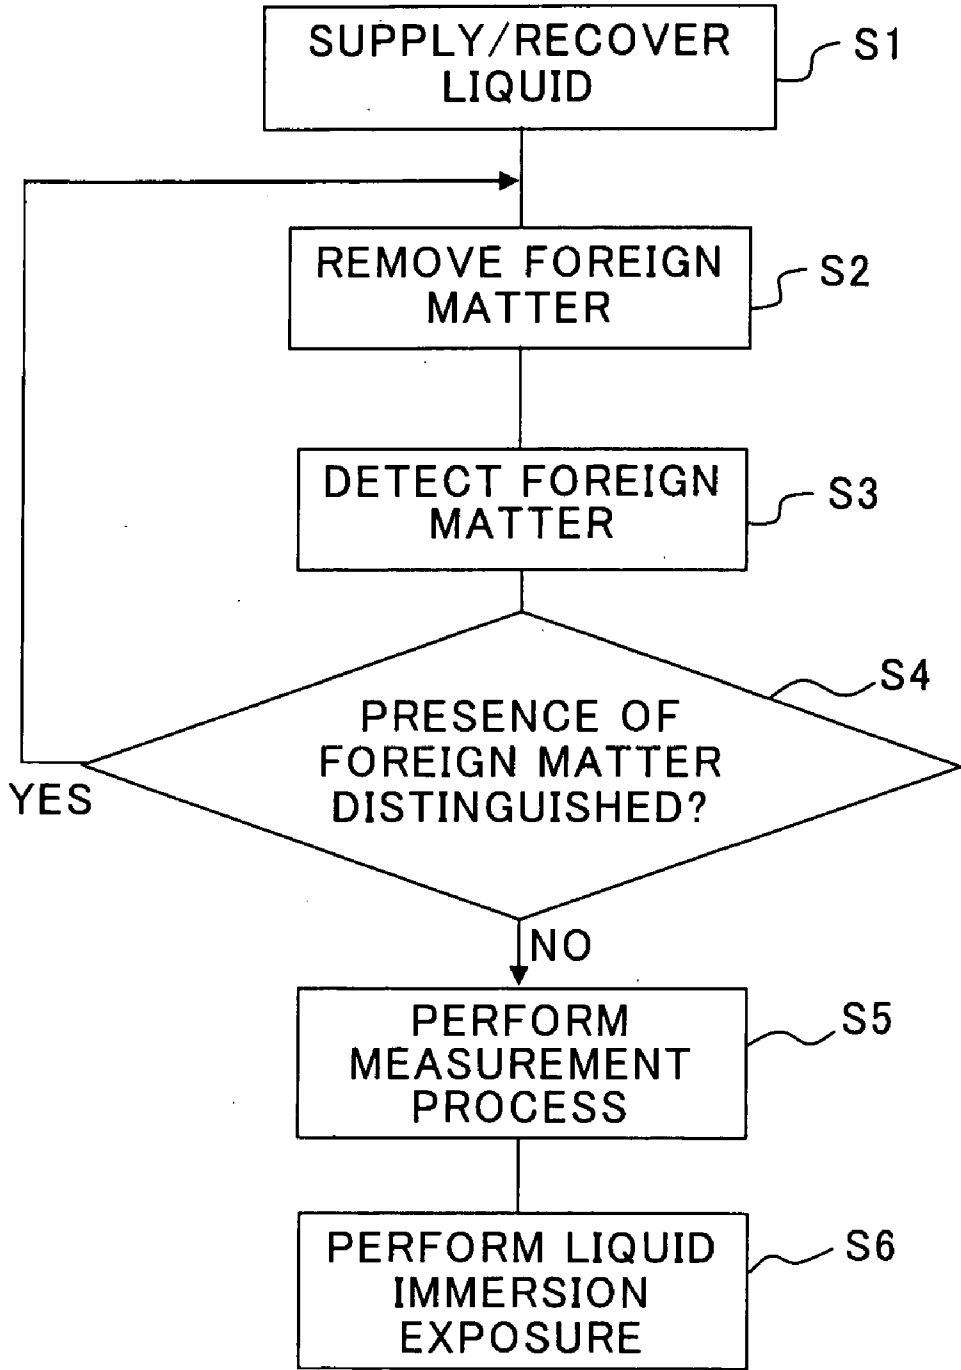 SUPPLY/RECOVER
LIQUID
S1
REMOVE FOREIGN
MATTER
S2
DETECT FOREIGN
MATTER
S3
S4
PRESENCE OF
FOREIGN MATTER
DISTINGUISHED?
YES
NO
PERFORM
MEASUREMENT
PROCESS
S5
PERFORM LIQUID
IMMERSION
EXPOSURE
S6